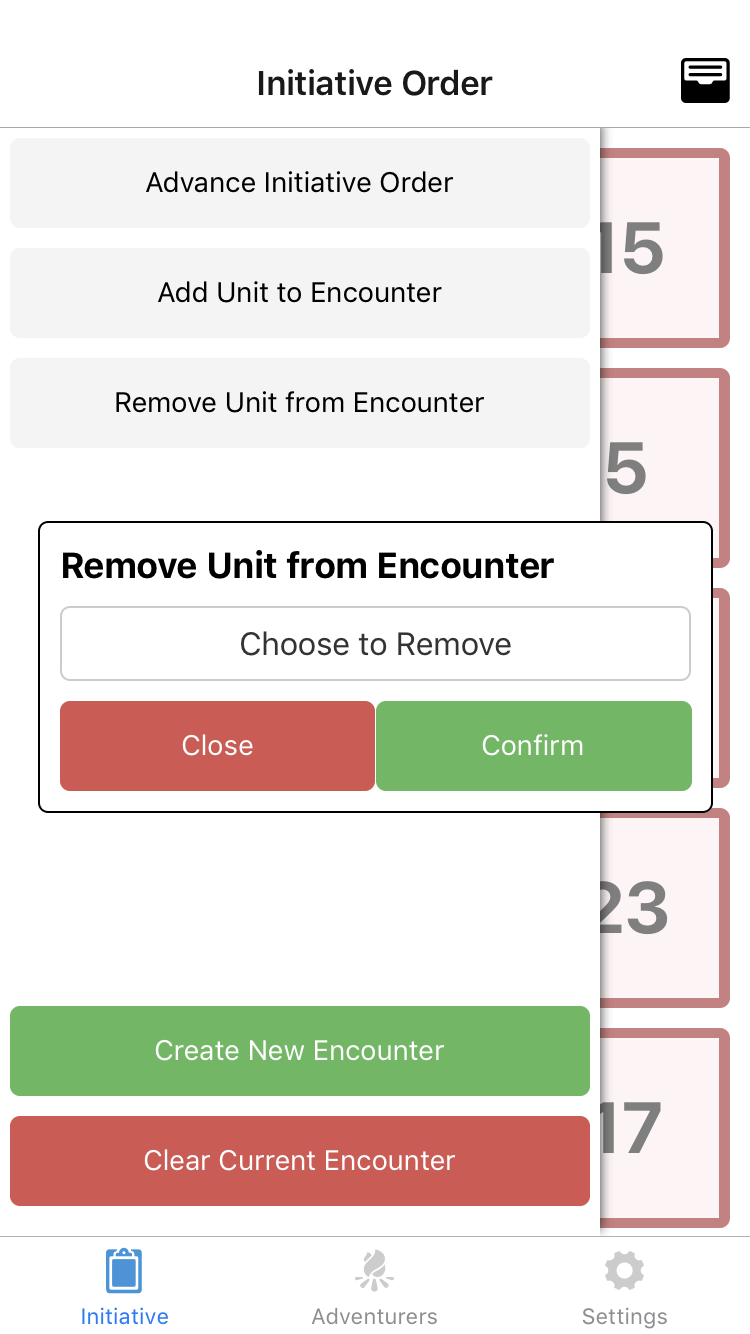 Initiative Order
Advance Initiative Order
15
Add Unit to Encounter
Remove Unit from Encounter
5
Remove Unit from Encounter
Choose to Remove
Close
Confirm
23
Create New Encounter
17
Clear Current Encounter
Initiative
Adventurers
Settings